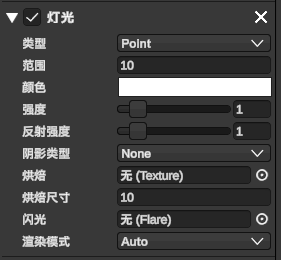 灯光
类型 Point
范围 10
颜色
强度 1
反射强度 1
阴影类型 None
烘焙 无 (Texture)
烘焙尺寸 10
闪光 无 (Flare)
渲染模式 Auto